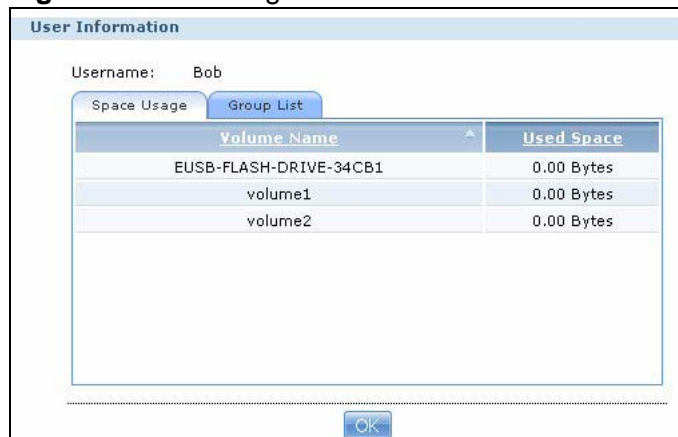 User Information
Username: Bob
Space Usage Group List
Volume Name Used Space
EUSB-FLASH-DRIVE-34CB1 0.00 Bytes
volume1 0.00 Bytes
volume2 0.00 Bytes
OK